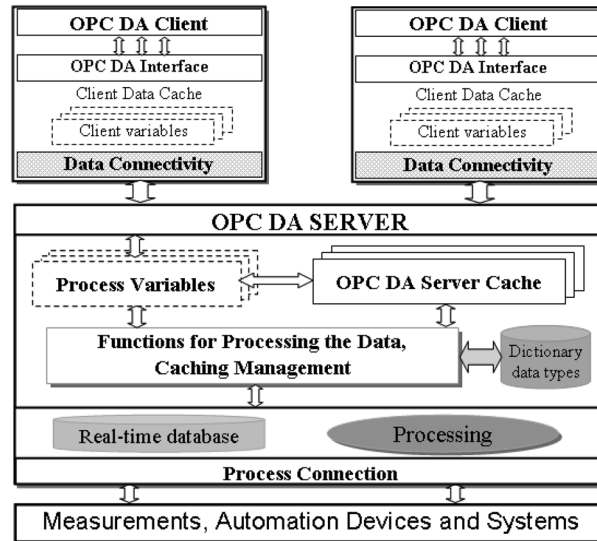 OPC DA Client
OPC DA Interface
Client Data Cache
Client variables
Data Connectivity
OPC DA Client
OPC DA Interface
Client Data Cache
Client variables
Data Connectivity
OPC DA SERVER
Process Variables
OPC DA Server Cache
Functions for Processing the Data,
Caching Management
Dictionary
data types
Real-time database
Processing
Process Connection
Measurements, Automation Devices and Systems